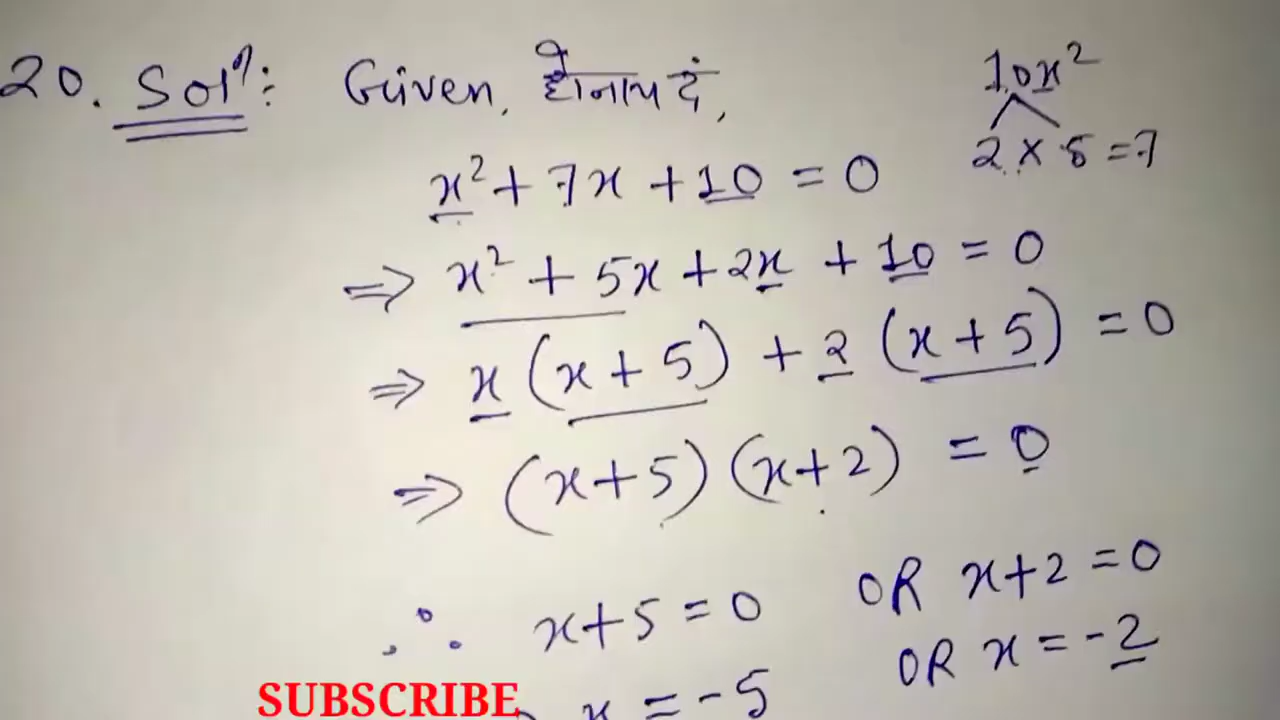 20. Solⁿ: Given,
10x²
2 × 5 = 7
x² + 7x + 10 = 0
⇒ x² + 5x + 2x + 10 = 0
⇒ x (x + 5) + 2 (x + 5) = 0
⇒ (x + 5) (x + 2) = 0
∴ x + 5 = 0 OR x + 2 = 0
x = -5 OR x = -2
SUBSCRIBE